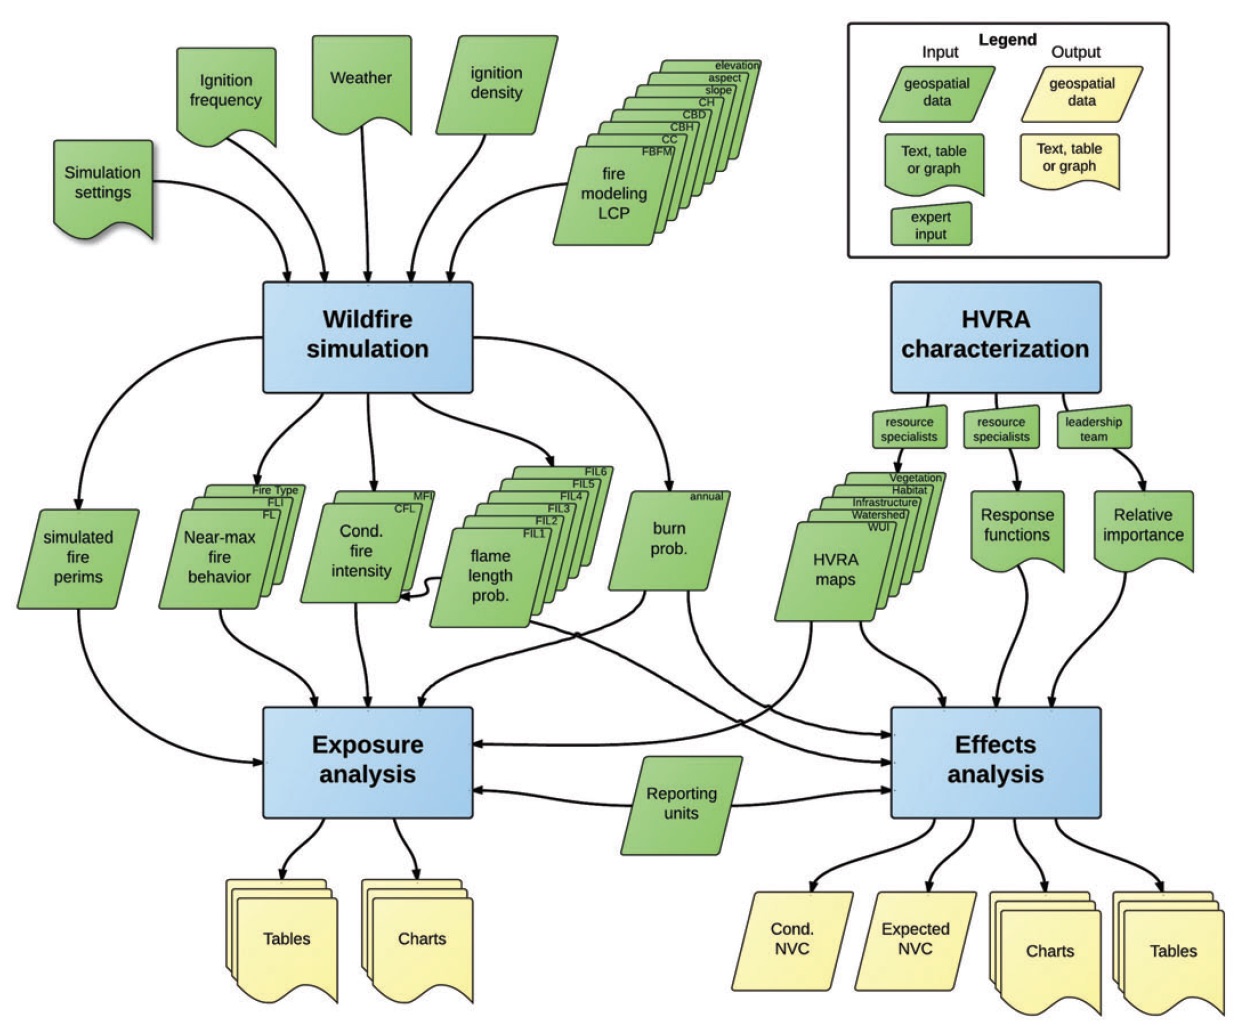 Legend
Input
Output
geospatial
data
geospatial
data
Text, table
or graph
Text, table
or graph
expert
input
Ignition
frequency
Weather
ignition
density
elevation
aspect
slope
CH
CBD
CBH
CC
FBFM
fire
modeling
LCP
Simulation
settings
Wildfire
simulation
HVRA
characterization
resource
specialists
resource
specialists
leadership
team
simulated
fire
perims
Fire Type
FLI
FL
Near-max
fire
behavior
MFI
CFL
Cond.
fire
intensity
FIL6
FIL5
FIL4
FIL3
FIL2
FIL1
flame
length
prob.
annual
burn
prob.
Vegetation
Habitat
Infrastructure
Watershed
WUI
HVRA
maps
Response
functions
Relative
importance
Exposure
analysis
Effects
analysis
Reporting
units
Tables
Charts
Cond.
NVC
Expected
NVC
Charts
Tables